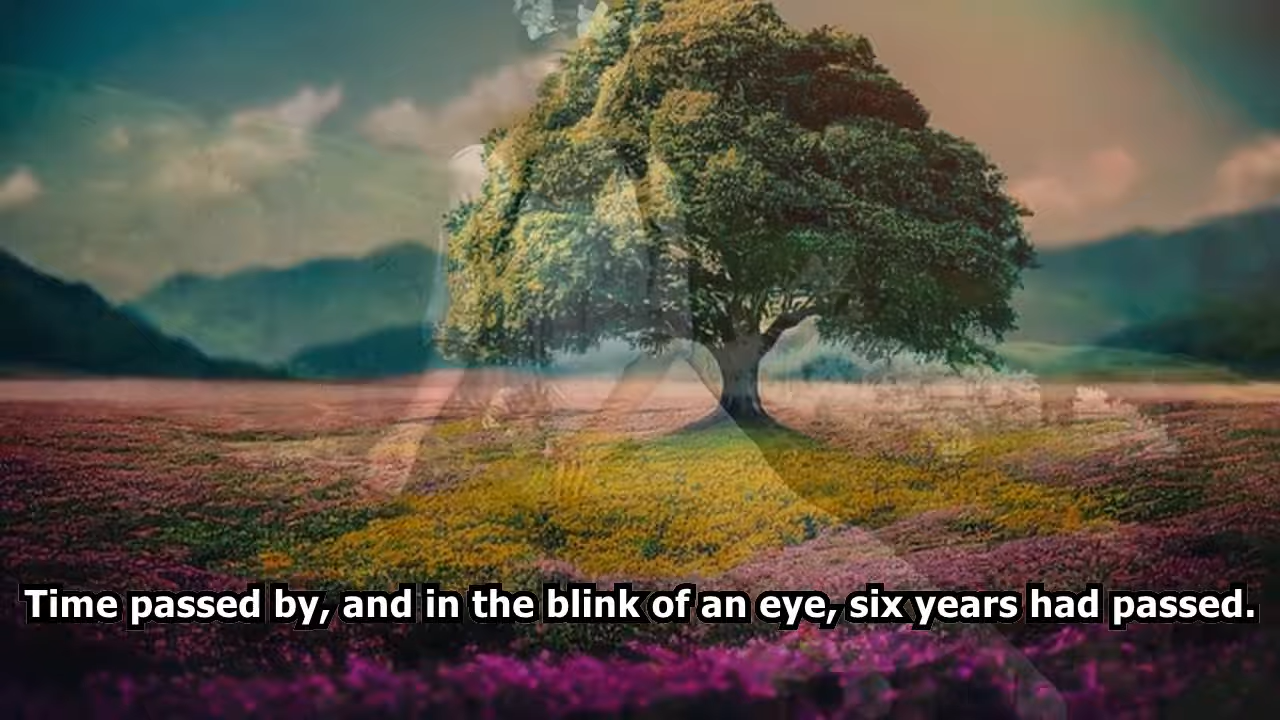 Time passed by, and in the blink of an eye, six years had passed.